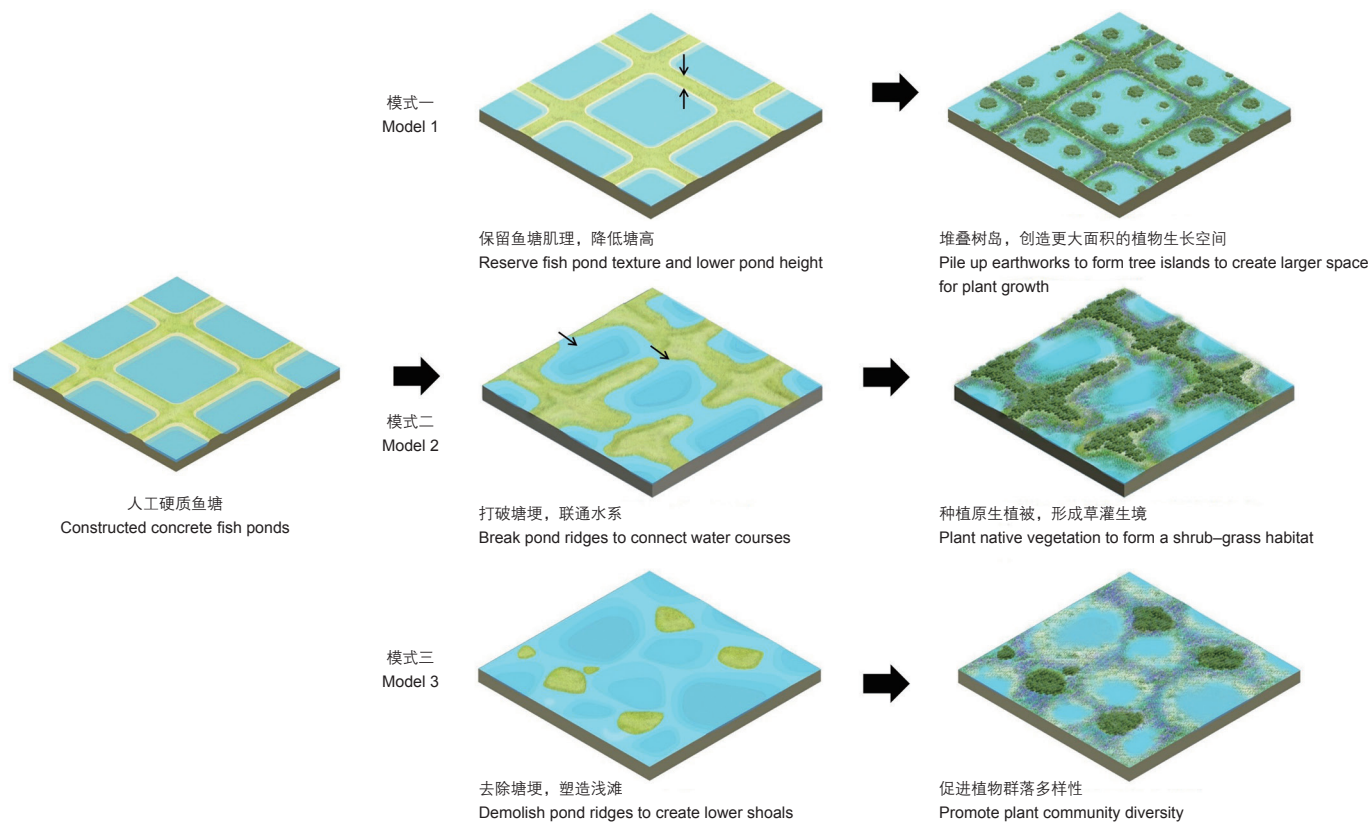 模式一
Model 1
保留鱼塘肌理，降低塘高
Reserve fish pond texture and lower pond height
堆叠树岛，创造更大面积的植物生长空间
Pile up earthworks to form tree islands to create larger space
for plant growth
人工硬质鱼塘
Constructed concrete fish ponds
模式二
Model 2
打破塘埂，联通水系
Break pond ridges to connect water courses
种植原生植被，形成草灌生境
Plant native vegetation to form a shrub–grass habitat
模式三
Model 3
去除塘埂，塑造浅滩
Demolish pond ridges to create lower shoals
促进植物群落多样性
Promote plant community diversity